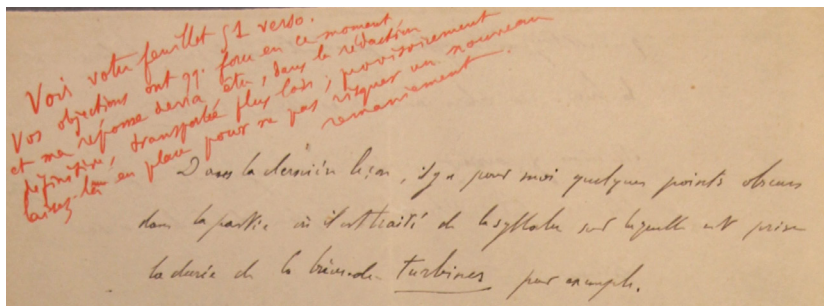 Voir votre feuillet 51 verso.
Vos objections ont qq. force en ce moment
et ma réponse devra être, dans la rédaction
définitive, transportée plus loin ; provisoirement
laissez-la en place pour ne pas risquer un nouveau
remaniement.
Dans la dernière leçon, il y a pour moi quelques points obscurs
dans la partie où il est traité de la syllabe sur laquelle est prise
la durée de la brève de turbines par exemple.